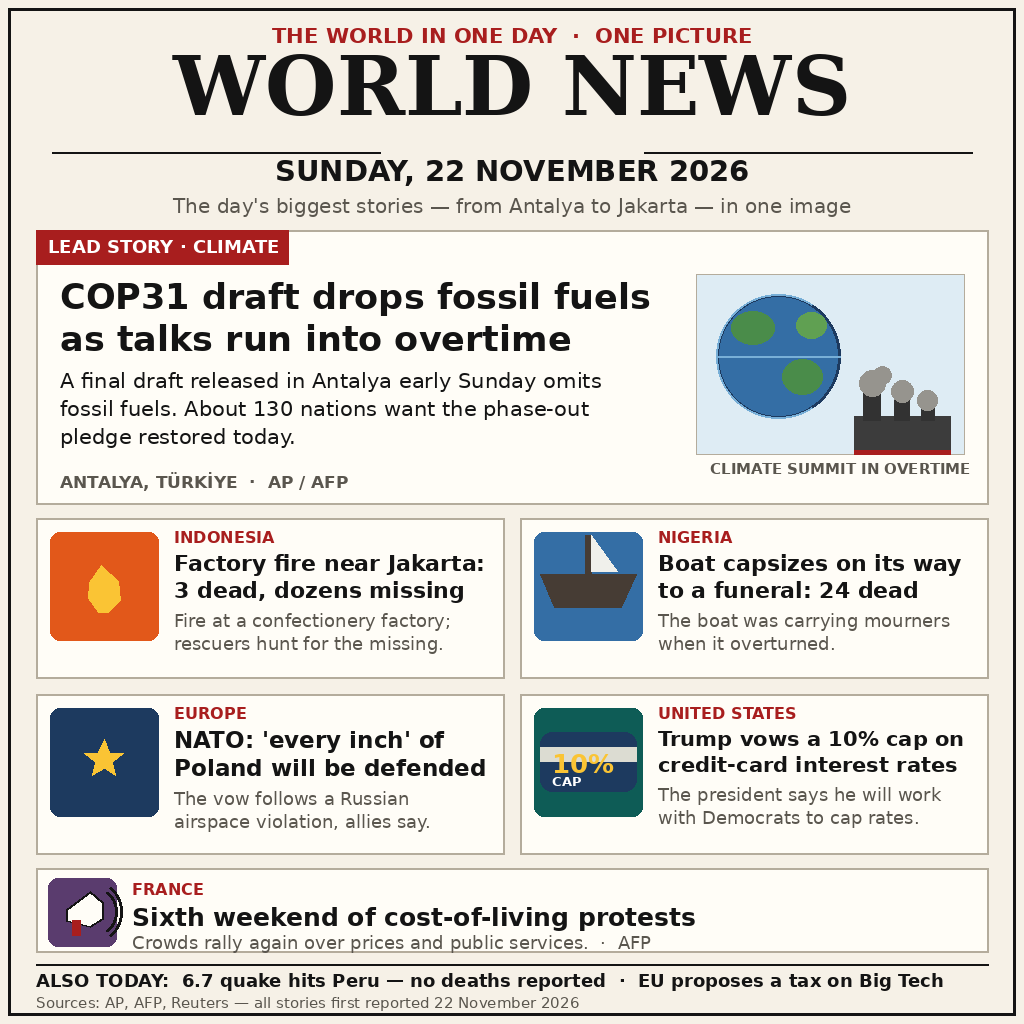 THE WORLD IN ONE DAY · ONE PICTURE
WORLD NEWS
SUNDAY, 22 NOVEMBER 2026
The day's biggest stories — from Antalya to Jakarta — in one image
LEAD STORY · CLIMATE
COP31 draft drops fossil fuels
as talks run into overtime
A final draft released in Antalya early Sunday omits
fossil fuels. About 130 nations want the phase-out
pledge restored today.
ANTALYA, TÜRKİYE · AP / AFP
CLIMATE SUMMIT IN OVERTIME
INDONESIA
Factory fire near Jakarta:
3 dead, dozens missing
Fire at a confectionery factory;
rescuers hunt for the missing.
NIGERIA
Boat capsizes on its way
to a funeral: 24 dead
The boat was carrying mourners
when it overturned.
EUROPE
NATO: 'every inch' of
Poland will be defended
The vow follows a Russian
airspace violation, allies say.
10%
CAP
UNITED STATES
Trump vows a 10% cap on
credit-card interest rates
The president says he will work
with Democrats to cap rates.
FRANCE
Sixth weekend of cost-of-living protests
Crowds rally again over prices and public services. · AFP
ALSO TODAY: 6.7 quake hits Peru — no deaths reported · EU proposes a tax on Big Tech
Sources: AP, AFP, Reuters — all stories first reported 22 November 2026